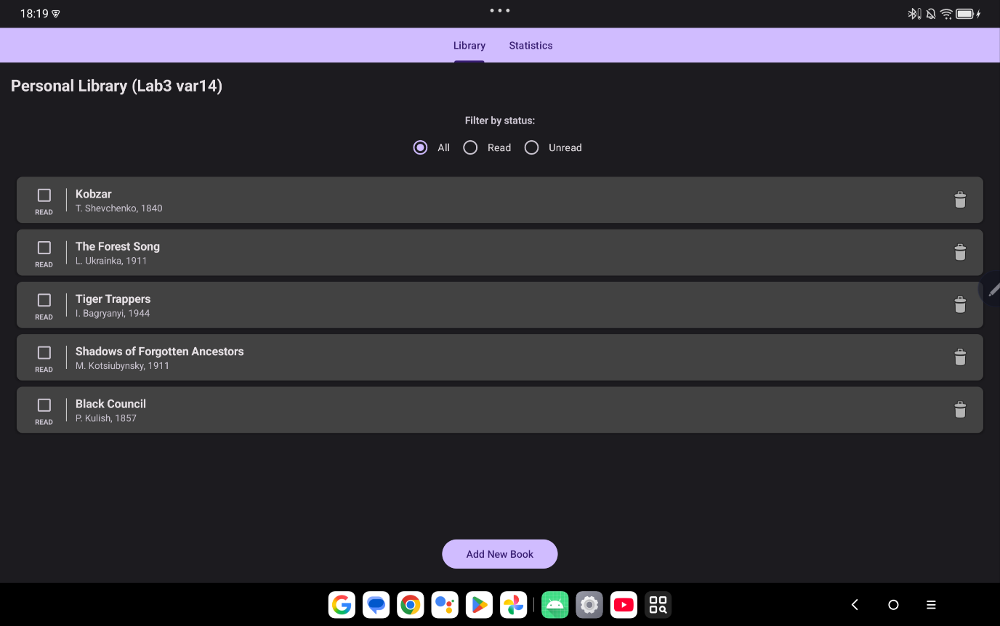 18:19
Library
Statistics
Personal Library (Lab3 var14)
Filter by status:
All
Read
Unread
READ
Kobzar
T. Shevchenko, 1840
READ
The Forest Song
L. Ukrainka, 1911
READ
Tiger Trappers
I. Bagryanyi, 1944
READ
Shadows of Forgotten Ancestors
M. Kotsiubynsky, 1911
READ
Black Council
P. Kulish, 1857
Add New Book